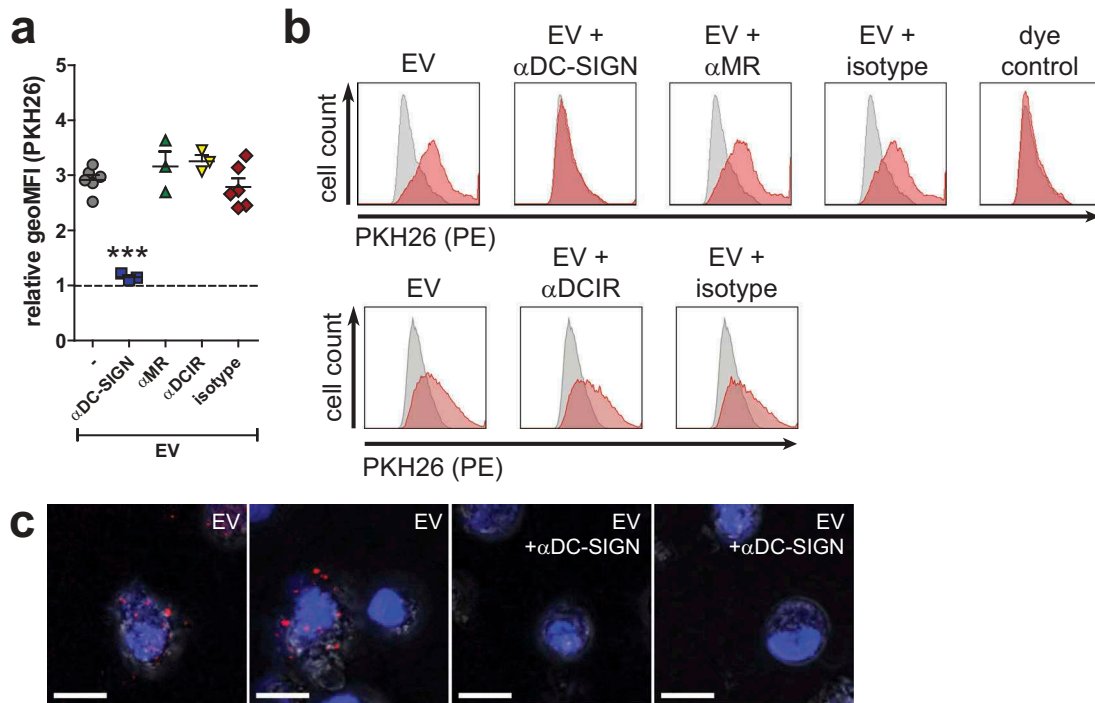 a
relative geoMFI (PKH26)
5
4
3
2
1
0
***
-
αDC-SIGN
αMR
αDCIR
isotype
EV
b
EV
EV +
αDC-SIGN
EV +
αMR
EV +
isotype
dye
control
cell count
PKH26 (PE)
EV
EV +
αDCIR
EV +
isotype
cell count
PKH26 (PE)
c
EV
EV
EV
+αDC-SIGN
EV
+αDC-SIGN